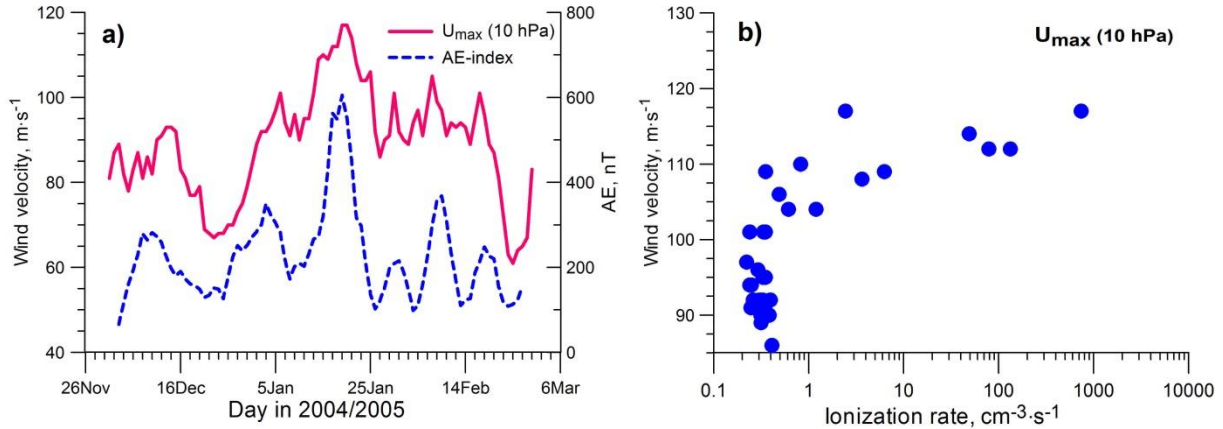 a)
U_max (10 hPa)
AE-index
Wind velocity, m·s⁻¹
120
100
80
60
40
AE, nT
800
600
400
200
0
26Nov 16Dec 5Jan 25Jan 14Feb 6Mar
Day in 2004/2005
b)
U_max (10 hPa)
Wind velocity, m·s⁻¹
130
120
110
100
90
0.1 1 10 100 1000 10000
Ionization rate, cm⁻³·s⁻¹